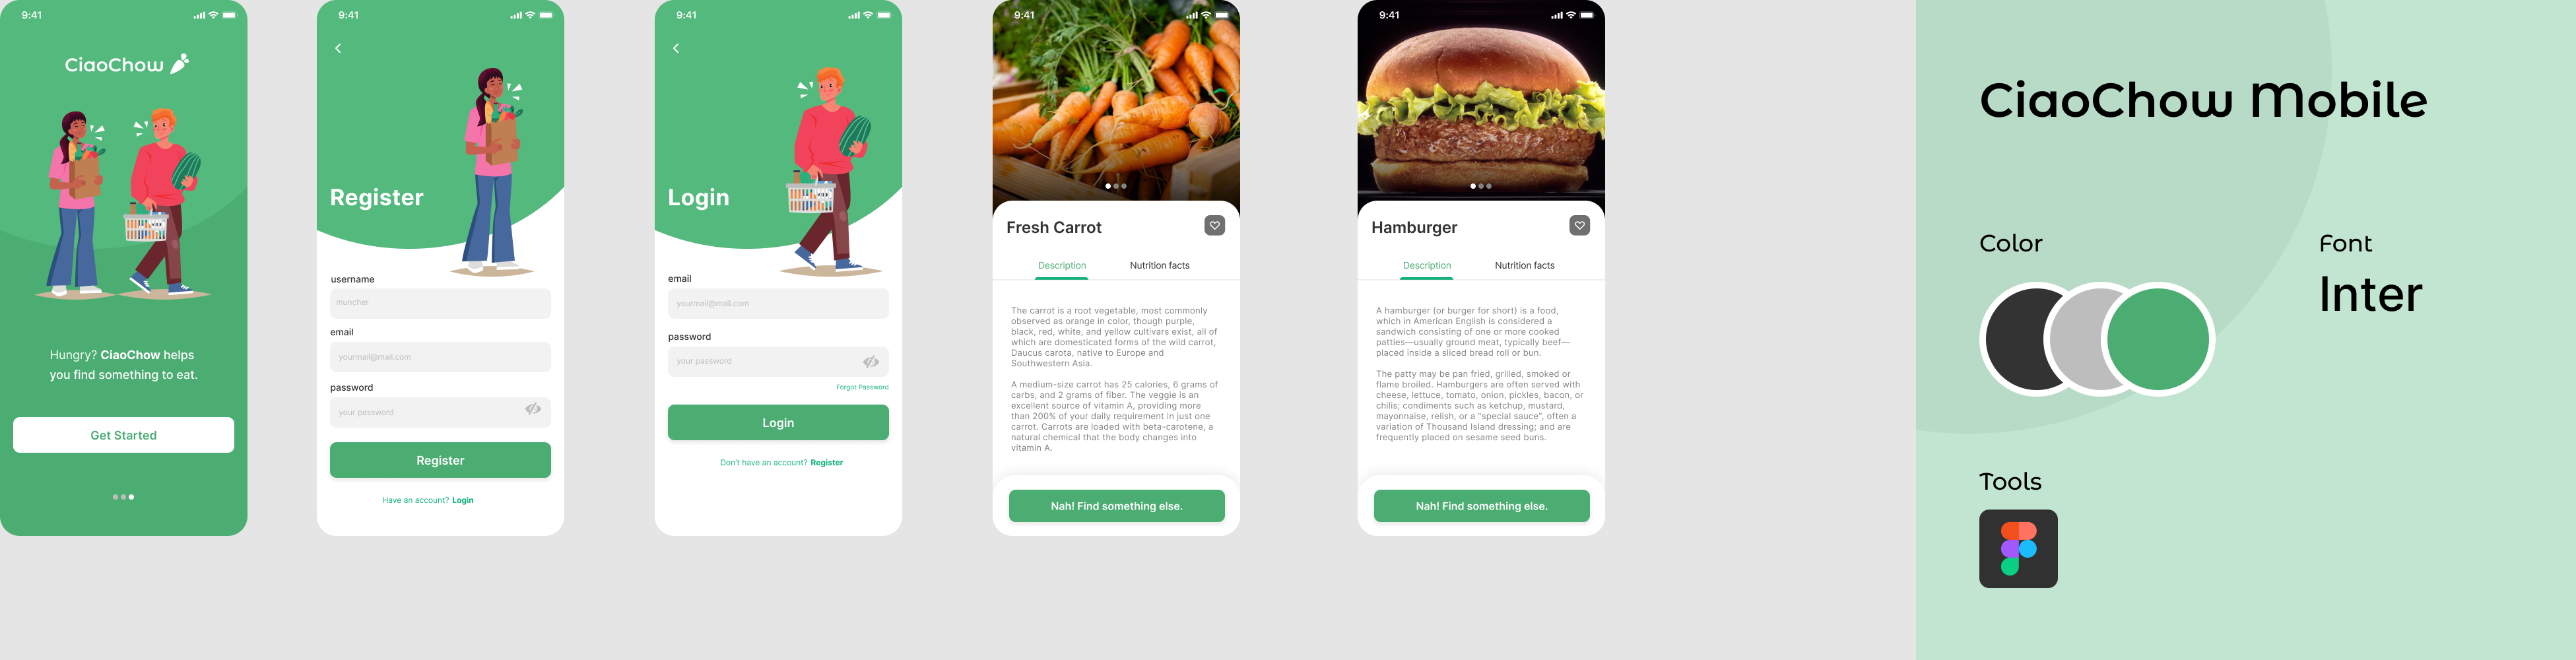 9:41
CiaoChow
Hungry? CiaoChow helps
you find something to eat.
Get Started
9:41
Register
username
muncher
email
yourmail@mail.com
password
your password
Register
Have an account? Login
9:41
Login
email
yourmail@mail.com
password
your password
Forgot Password
Login
Don't have an account? Register
9:41
Fresh Carrot
Description
Nutrition facts
The carrot is a root vegetable, most commonly
observed as orange in color, though purple,
black, red, white, and yellow cultivars exist, all of
which are domesticated forms of the wild carrot,
Daucus carota, native to Europe and
Southwestern Asia.
A medium-size carrot has 25 calories, 6 grams of
carbs, and 2 grams of fiber. The veggie is an
excellent source of vitamin A, providing more
than 200% of your daily requirement in just one
carrot. Carrots are loaded with beta-carotene, a
natural chemical that the body changes into
vitamin A.
Nah! Find something else.
9:41
Hamburger
Description
Nutrition facts
A hamburger (or burger for short) is a food,
which in American English is considered a
sandwich consisting of one or more cooked
patties—usually ground meat, typically beef—
placed inside a sliced bread roll or bun.
The patty may be pan fried, grilled, smoked or
flame broiled. Hamburgers are often served with
cheese, lettuce, tomato, onion, pickles, bacon, or
chilis; condiments such as ketchup, mustard,
mayonnaise, relish, or a "special sauce", often a
variation of Thousand Island dressing; and are
frequently placed on sesame seed buns.
Nah! Find something else.
CiaoChow Mobile
Color
Font
Inter
Tools